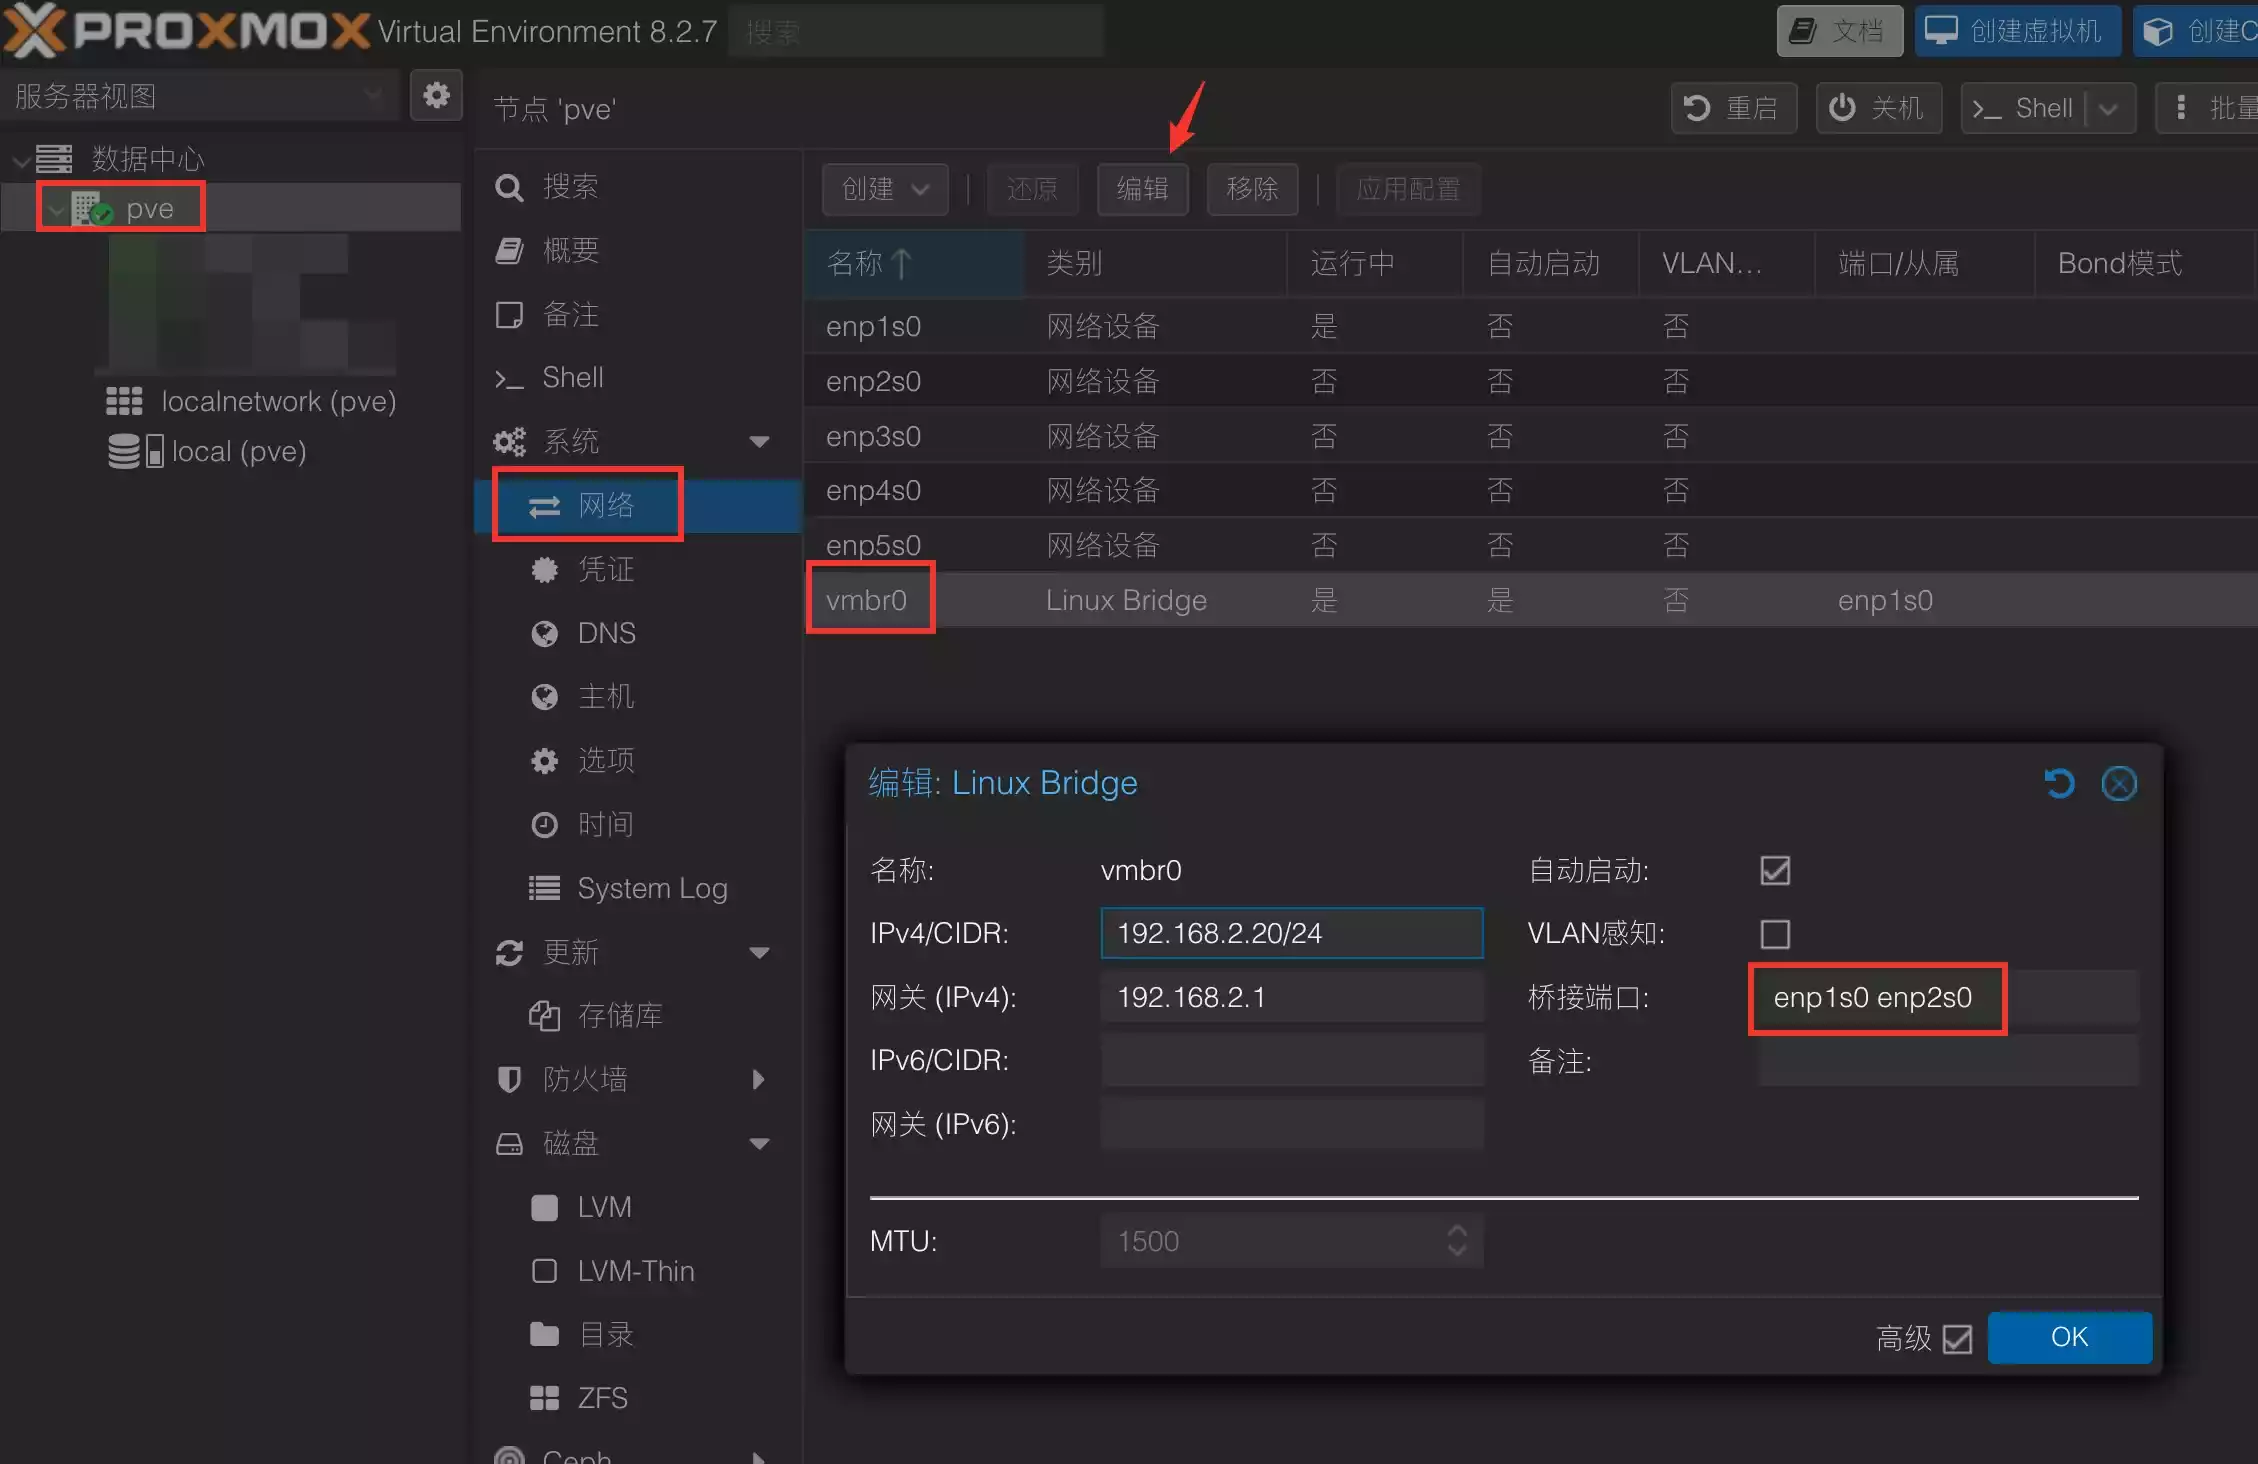 PROXMOX Virtual Environment 8.2.7 搜索 文档 创建虚拟机 创建C
服务器视图
节点 'pve' 重启 关机 Shell 批量
数据中心
pve
localnetwork (pve)
local (pve)
搜索
概要
备注
Shell
系统
网络
凭证
DNS
主机
选项
时间
System Log
更新
存储库
防火墙
磁盘
LVM
LVM-Thin
目录
ZFS
Ceph
创建 还原 编辑 移除 应用配置
名称 类别 运行中 自动启动 VLAN... 端口/从属 Bond模式
enp1s0 网络设备 是 否 否
enp2s0 网络设备 否 否 否
enp3s0 网络设备 否 否 否
enp4s0 网络设备 否 否 否
enp5s0 网络设备 否 否 否
vmbr0 Linux Bridge 是 是 否 enp1s0
编辑: Linux Bridge
名称: vmbr0 自动启动:
IPv4/CIDR: 192.168.2.20/24 VLAN感知:
网关 (IPv4): 192.168.2.1 桥接端口: enp1s0 enp2s0
IPv6/CIDR: 备注:
网关 (IPv6):
MTU: 1500
高级 OK